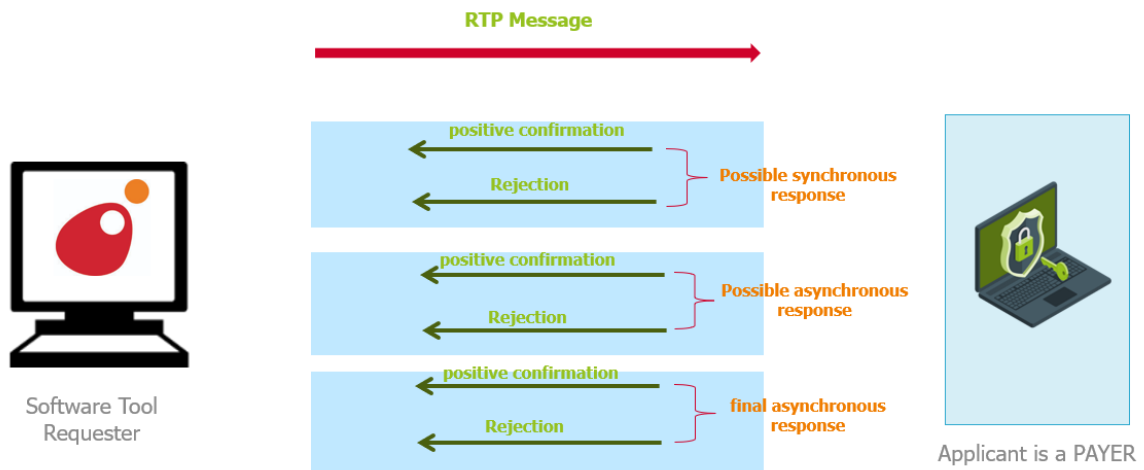 RTP Message
positive confirmation
Rejection
Possible synchronous
response
positive confirmation
Rejection
Possible asynchronous
response
positive confirmation
Rejection
final asynchronous
response
Software Tool
Requester
Applicant is a PAYER